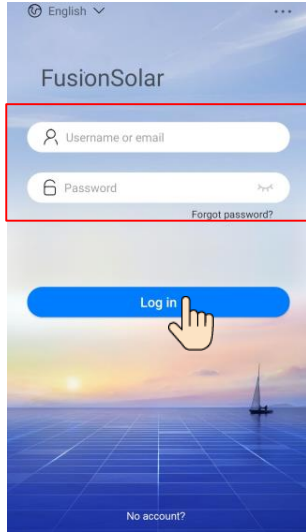 English
FusionSolar
Username or email
Password
Forgot password?
Log in
No account?